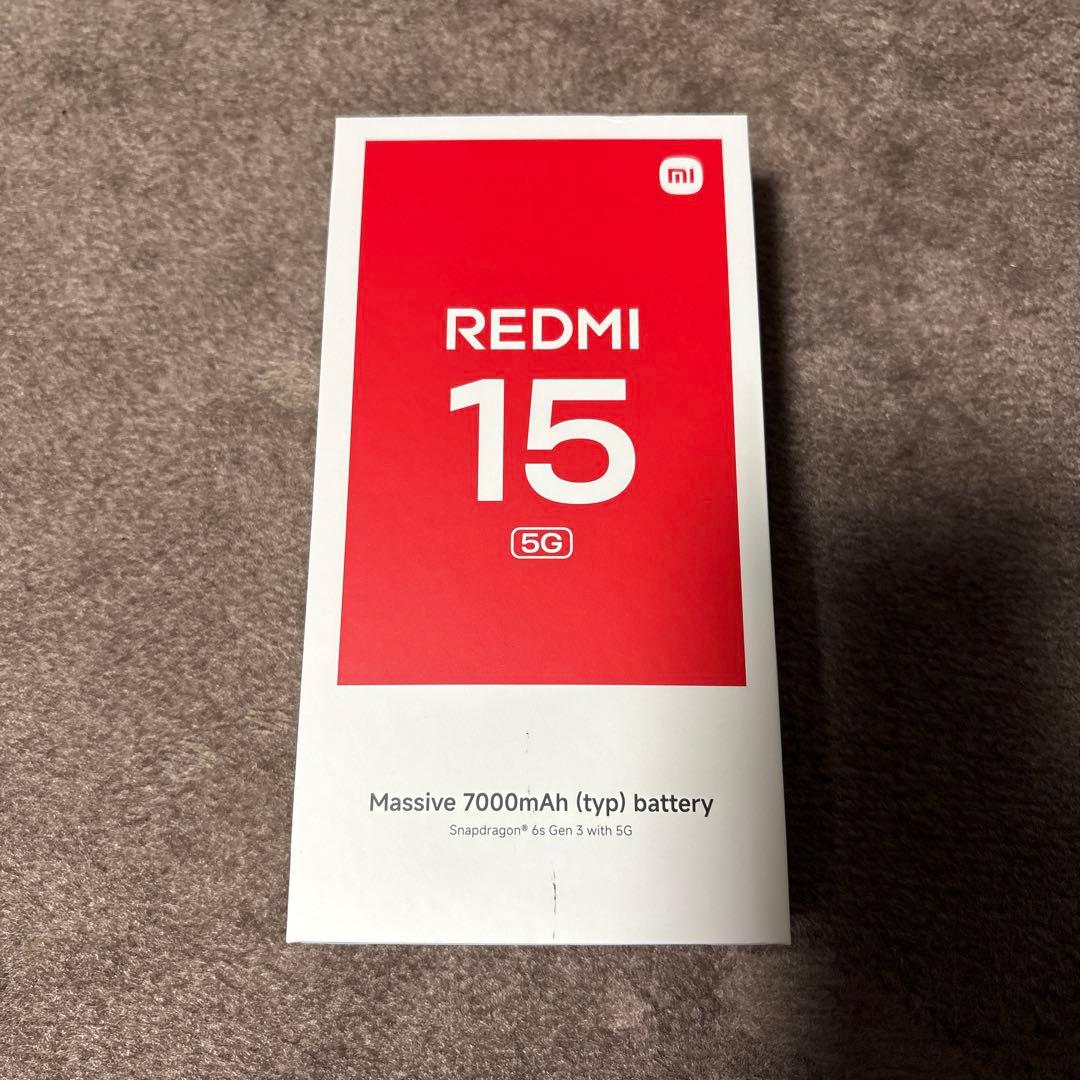 mi
REDMI
15
5G
Massive 7000mAh (typ) battery
Snapdragon® 6s Gen 3 with 5G